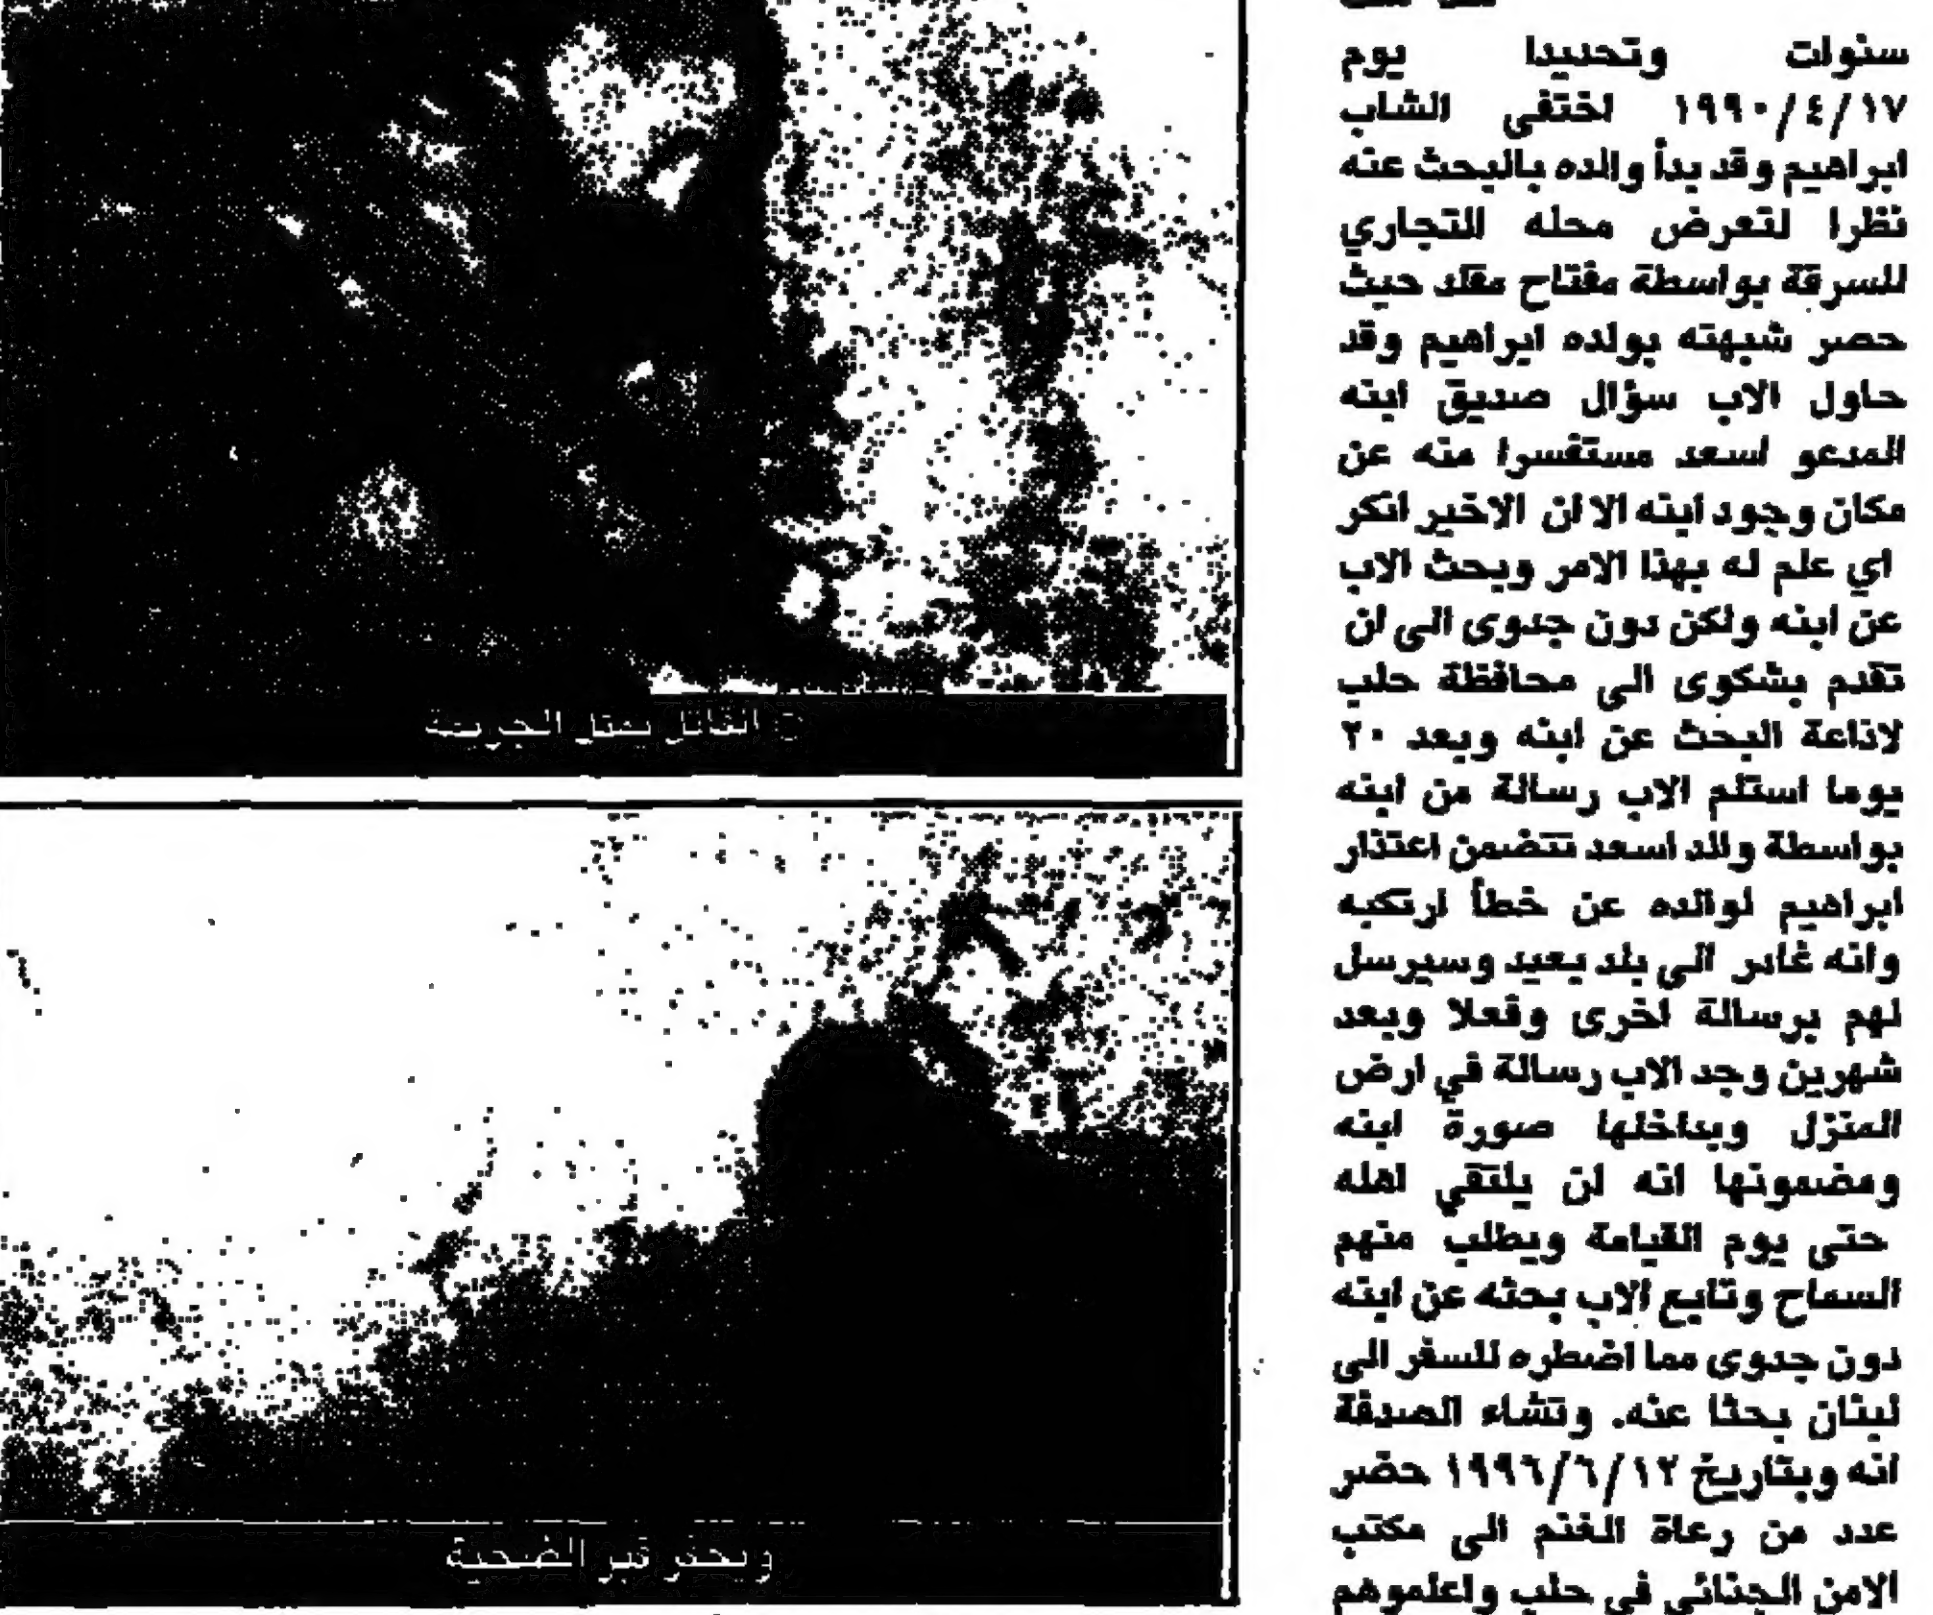 سنوات وتحديدا يوم
١٩٩٠/٤/١٧ اختفى الشاب
ابراهيم وقد بدأ والده بالبحث عنه
نظرا لتعرض محله التجاري
للسرقة بواسطة مفتاح مقلد حيث
حصر شبهته بولده ابراهيم وقد
حاول الاب سؤال صديق ابنه
المدعو اسعد مستفسرا منه عن
مكان وجود ابنه الا ان الاخير انكر
اي علم له بهذا الامر وبحث الاب
عن ابنه ولكن دون جدوى الى ان
تقدم بشكوى الى محافظة حلب
لاذاعة البحث عن ابنه وبعد ٢٠
يوما استلم الاب رسالة من ابنه
بواسطة والد اسعد تتضمن اعتذار
ابراهيم لوالده عن خطأ ارتكبه
وانه غادر الى بلد بعيد وسيرسل
لهم برسالة اخرى وفعلا وبعد
شهرين وجد الاب رسالة في ارض
المنزل وبداخلها صورة ابنه
ومضمونها انه لن يلتقي اهله
حتى يوم القيامة ويطلب منهم
السماح وتابع الاب بحثه عن ابنه
دون جدوى مما اضطره للسفر الى
لبنان بحثا عنه. وتشاء الصدفة
انه وبتاريخ ١٩٩٦/٦/١٢ حضر
عدد من رعاة الغنم الى مكتب
الامن الجنائي في حلب واعلموهم
○ القاتل يمثل الجريمة
ويحفر قبر الضحية